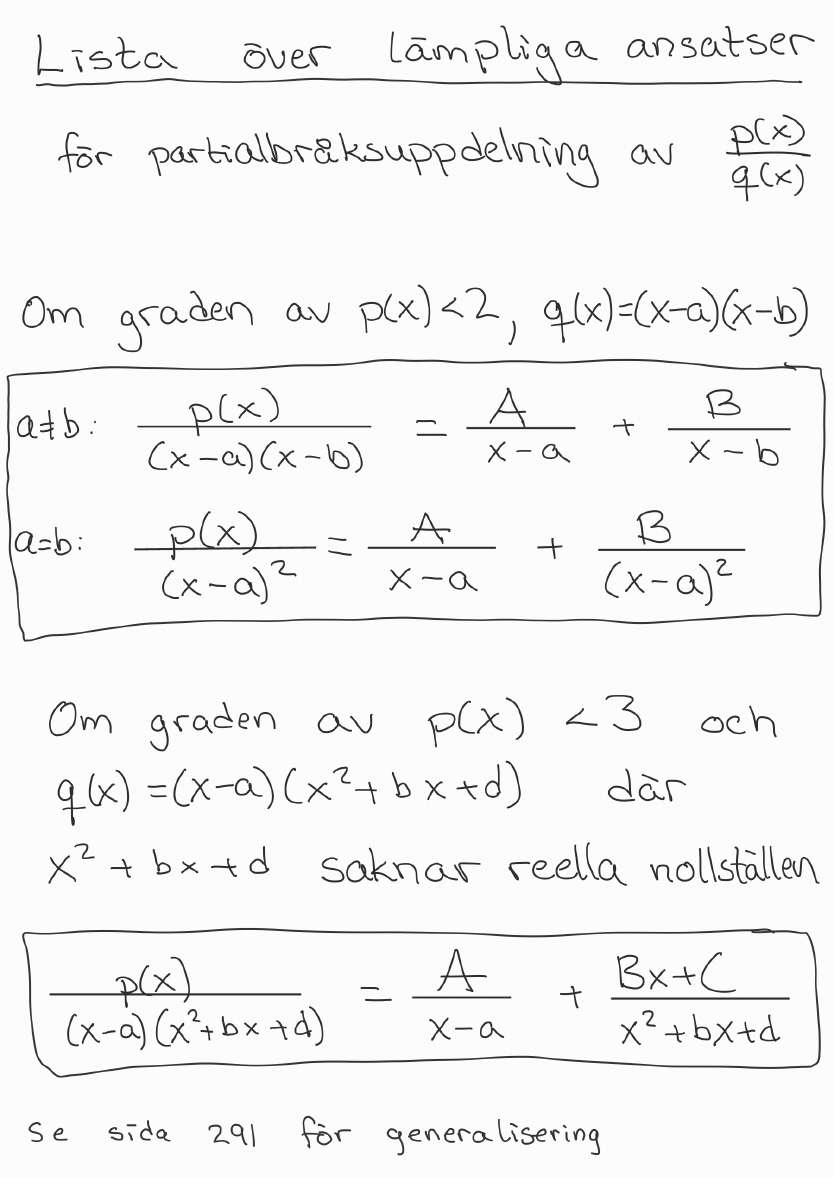 Lista över lämpliga ansatser
för partialbråksuppdelning av p(x)/q(x)
Om graden av p(x)<2, q(x)=(x-a)(x-b)
a≠b: p(x)/((x-a)(x-b)) = A/(x-a) + B/(x-b)
a=b: p(x)/(x-a)² = A/(x-a) + B/(x-a)²
Om graden av p(x) <3 och
q(x) =(x-a)(x²+bx+d) där
x²+bx+d saknar reella nollställen
p(x)/((x-a)(x²+bx+d)) = A/(x-a) + (Bx+C)/(x²+bx+d)
Se sida 291 för generalisering